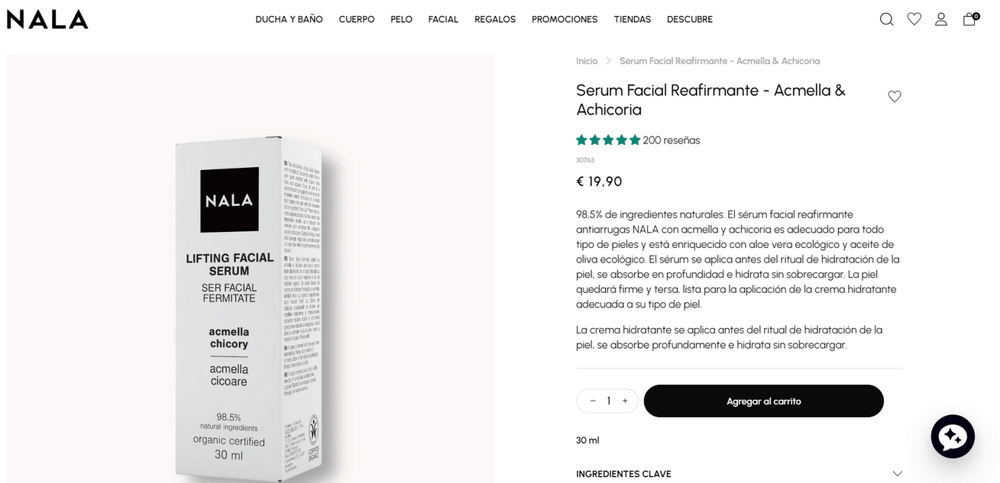 NALA
DUCHA Y BAÑO CUERPO PELO FACIAL REGALOS PROMOCIONES TIENDAS DESCUBRE
0
Inicio Serum Facial Reafirmante - Acmella & Achicoria
Serum Facial Reafirmante - Acmella &
Achicoria
200 reseñas
30763
€ 19,90
98,5% de ingredientes naturales. El sérum facial reafirmante
antiarrugas NALA con acmella y achicoria es adecuado para todo
tipo de pieles y está enriquecido con aloe vera ecológico y aceite de
oliva ecológico. El sérum se aplica antes del ritual de hidratación de la
piel, se absorbe en profundidad e hidrata sin sobrecargar. La piel
quedará firme y tersa, lista para la aplicación de la crema hidratante
adecuada a su tipo de piel.
La crema hidratante se aplica antes del ritual de hidratación de la
piel, se absorbe profundamente e hidrata sin sobrecargar.
− 1 +
Agregar al carrito
30 ml
INGREDIENTES CLAVE
NALA
LIFTING FACIAL
SERUM
SER FACIAL
FERMITATE
acmella
chicory
acmella
cicoare
98.5%
natural ingredients
organic certified
30 ml
COSMOS
ORGANIC